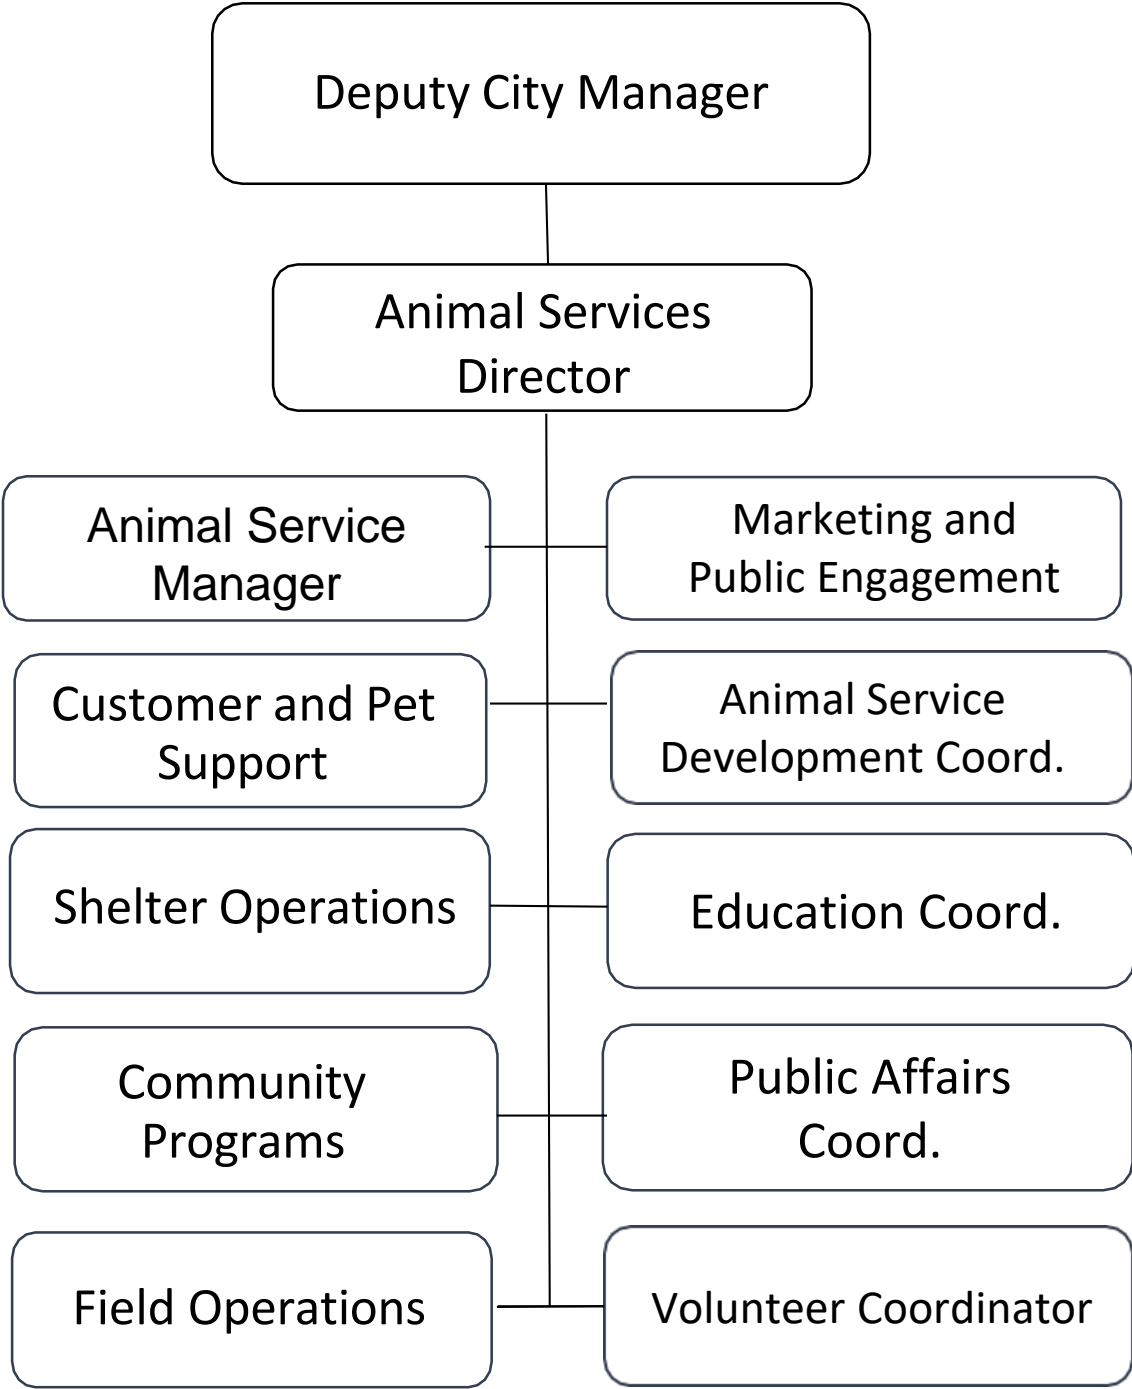 Deputy City Manager
Animal Services
Director
Animal Service
Manager
Marketing and
Public Engagement
Customer and Pet
Support
Animal Service
Development Coord.
Shelter Operations
Education Coord.
Community
Programs
Public Affairs
Coord.
Field Operations
Volunteer Coordinator